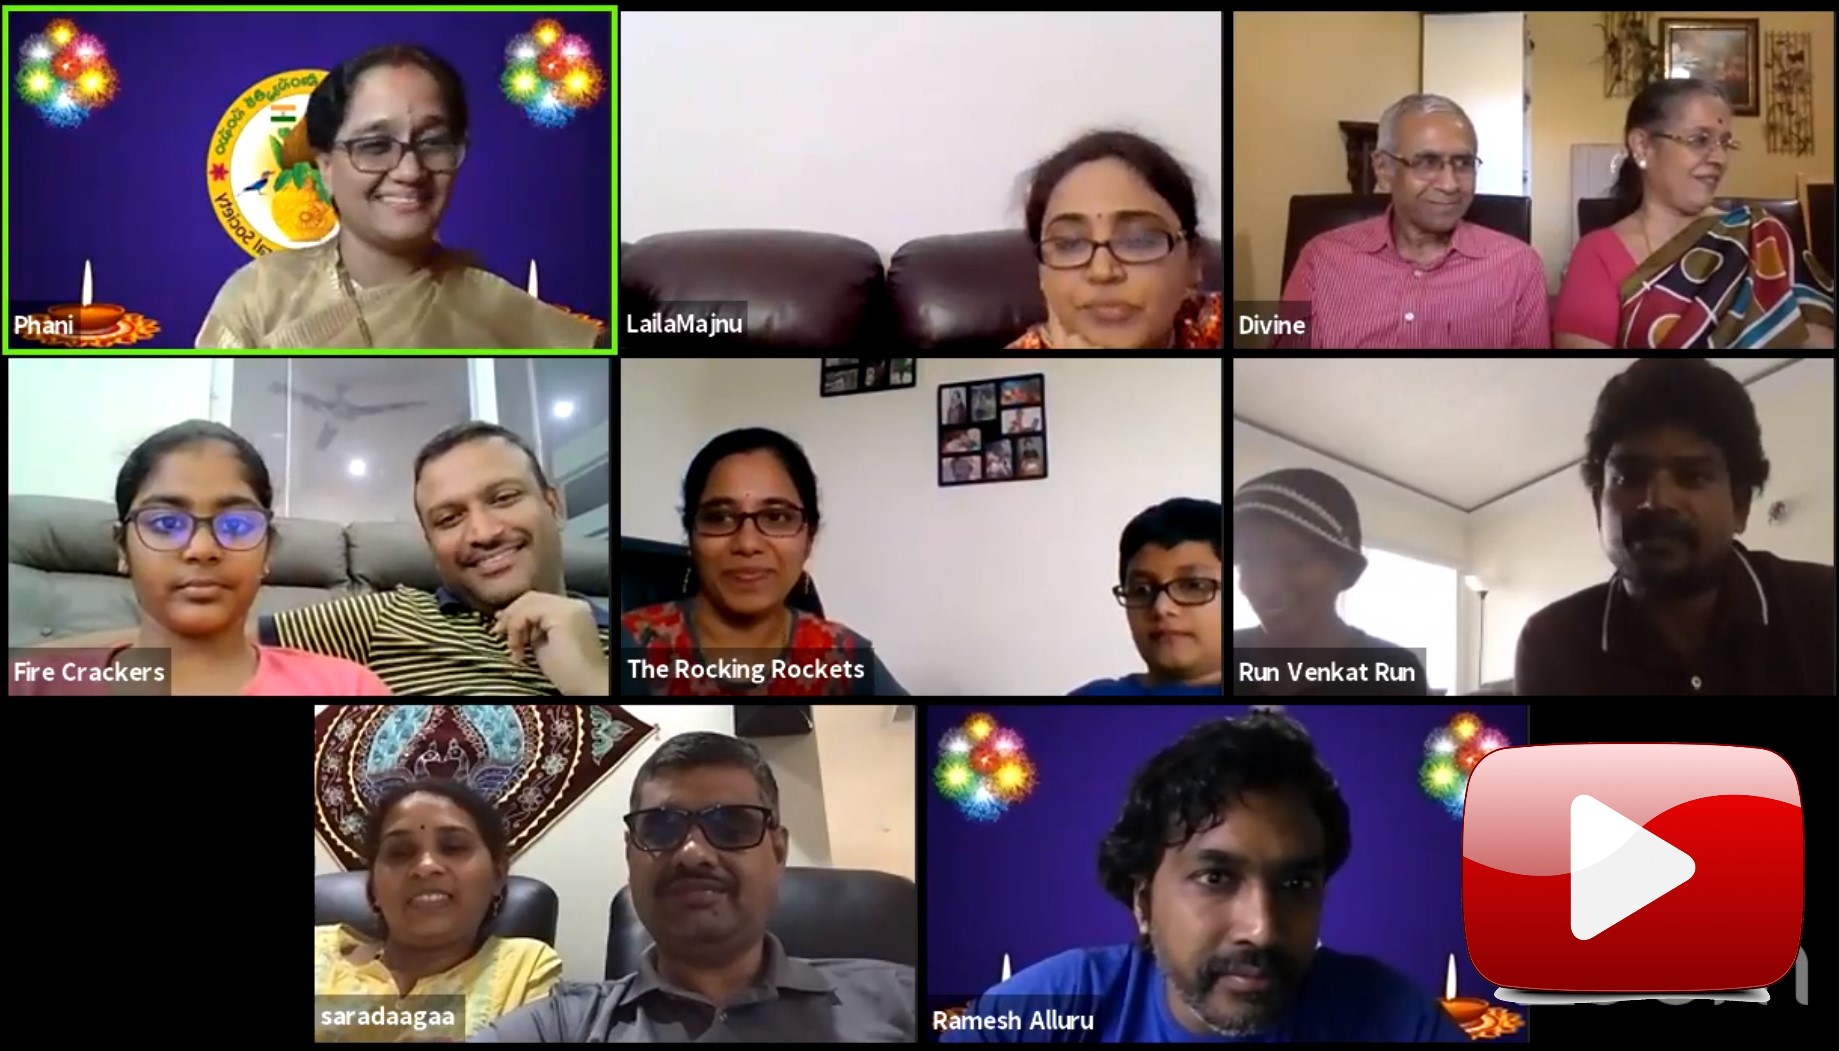 Phani
LailaMajnu
Divine
Fire Crackers
The Rocking Rockets
Run Venkat Run
saradaagaa
Ramesh Alluru